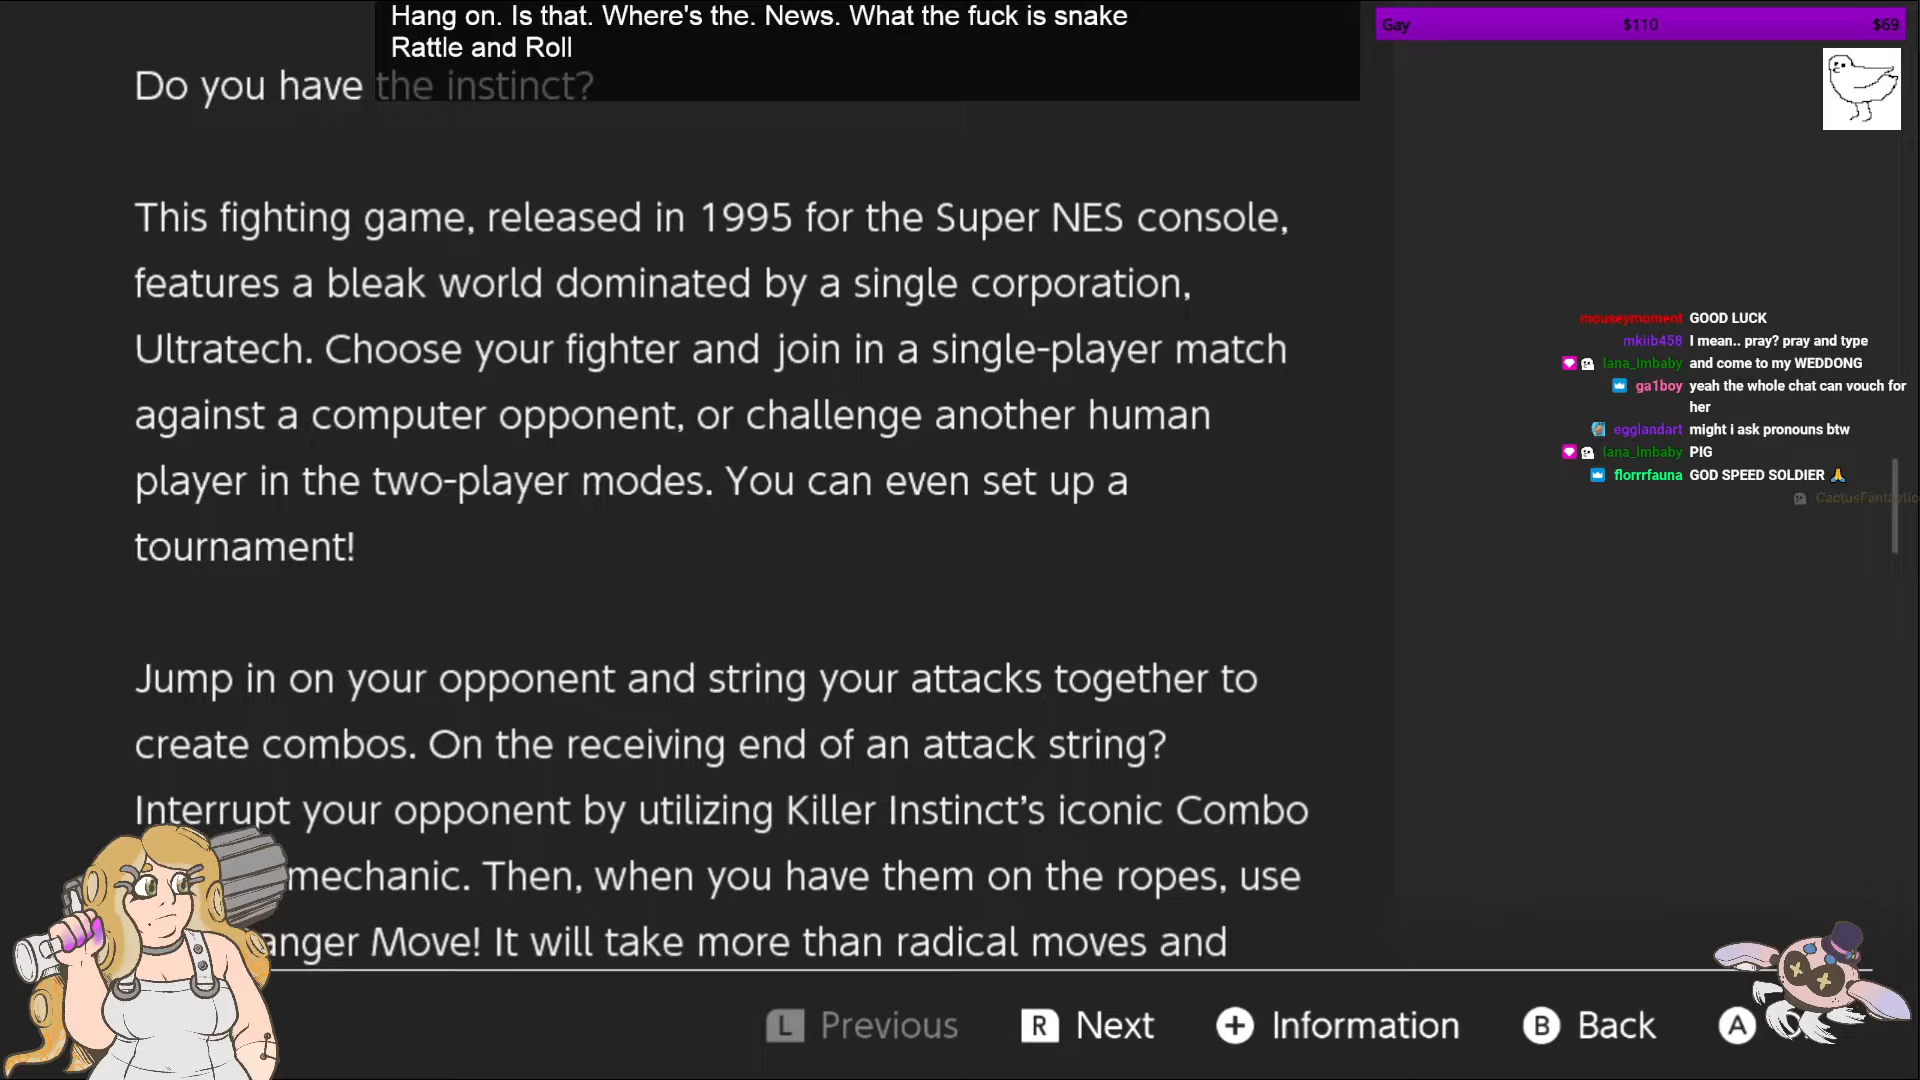 Hang on. Is that. Where's the. News. What the fuck is snake
Rattle and Roll
Gay $110 $69
Do you have the instinct?
This fighting game, released in 1995 for the Super NES console,
features a bleak world dominated by a single corporation,
Ultratech. Choose your fighter and join in a single-player match
against a computer opponent, or challenge another human
player in the two-player modes. You can even set up a
tournament!
Jump in on your opponent and string your attacks together to
create combos. On the receiving end of an attack string?
Interrupt your opponent by utilizing Killer Instinct's iconic Combo
mechanic. Then, when you have them on the ropes, use
anger Move! It will take more than radical moves and
mouseymoment GOOD LUCK
mkiib458 I mean.. pray? pray and type
lana_imbaby and come to my WEDDONG
ga1boy yeah the whole chat can vouch for
her
egglandart might i ask pronouns btw
lana_imbaby PIG
florrrfauna GOD SPEED SOLDIER 🙏
CactusFantastico
L Previous
R Next
+ Information
B Back
A